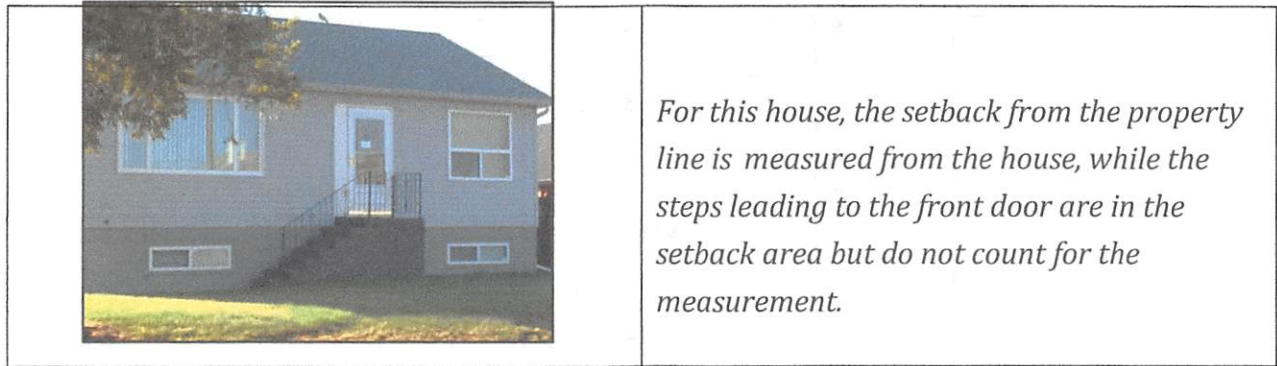 For this house, the setback from the property
line is measured from the house, while the
steps leading to the front door are in the
setback area but do not count for the
measurement.